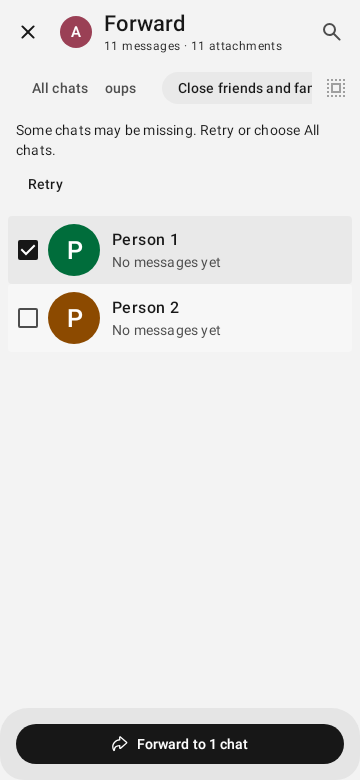 A
Forward
11 messages · 11 attachments
All chats
oups
Close friends and far
Some chats may be missing. Retry or choose All
chats.
Retry
P
Person 1
No messages yet
P
Person 2
No messages yet
Forward to 1 chat